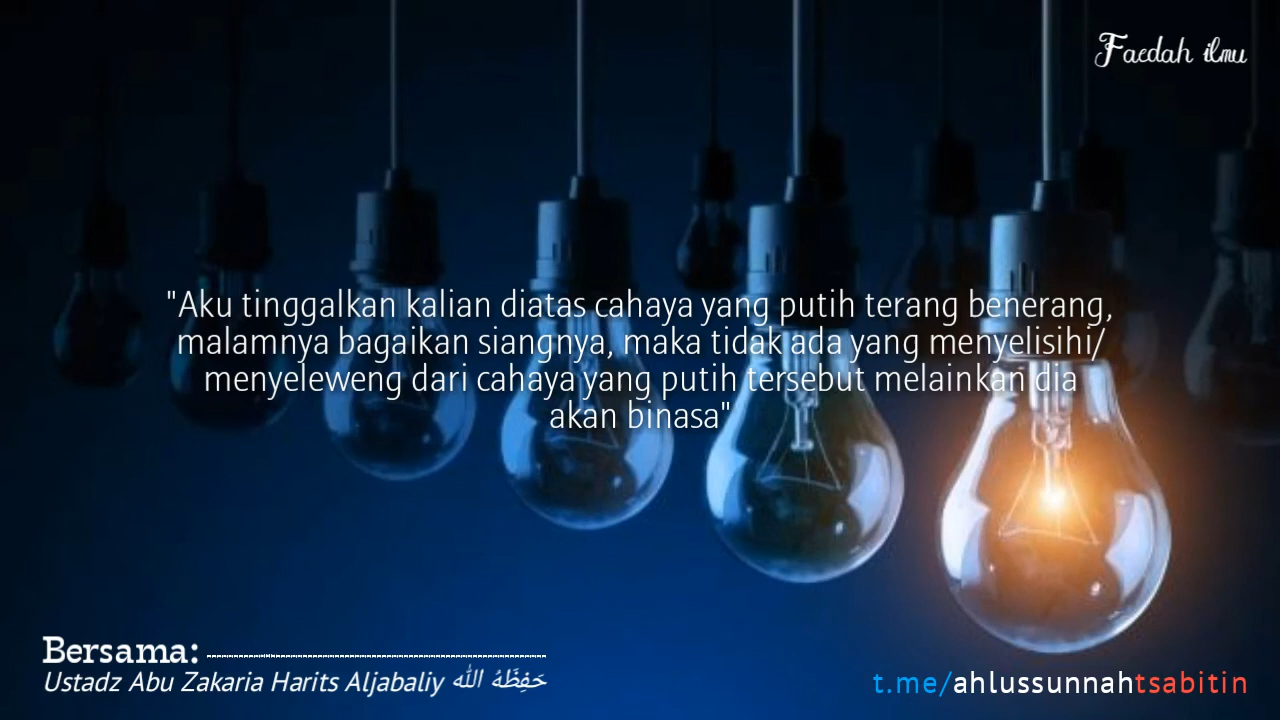 Faedah ilmu
"Aku tinggalkan kalian diatas cahaya yang putih terang benerang,
malamnya bagaikan siangnya, maka tidak ada yang menyelisihi/
menyeleweng dari cahaya yang putih tersebut melainkan dia
akan binasa"
Bersama:
Ustadz Abu Zakaria Harits Aljabaliy حَفِظَهُ الله
t.me/ahlussunnahtsabitin